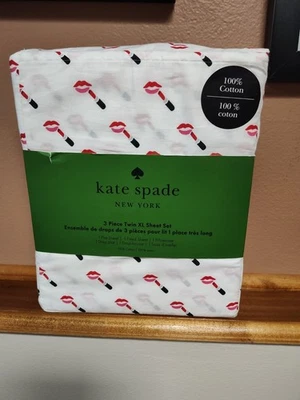 100%
Cotton
100 %
coton
kate spade
NEW YORK
3 Piece Twin XL Sheet Set
Ensemble de draps de 3 pièces pour lit 1 place très long